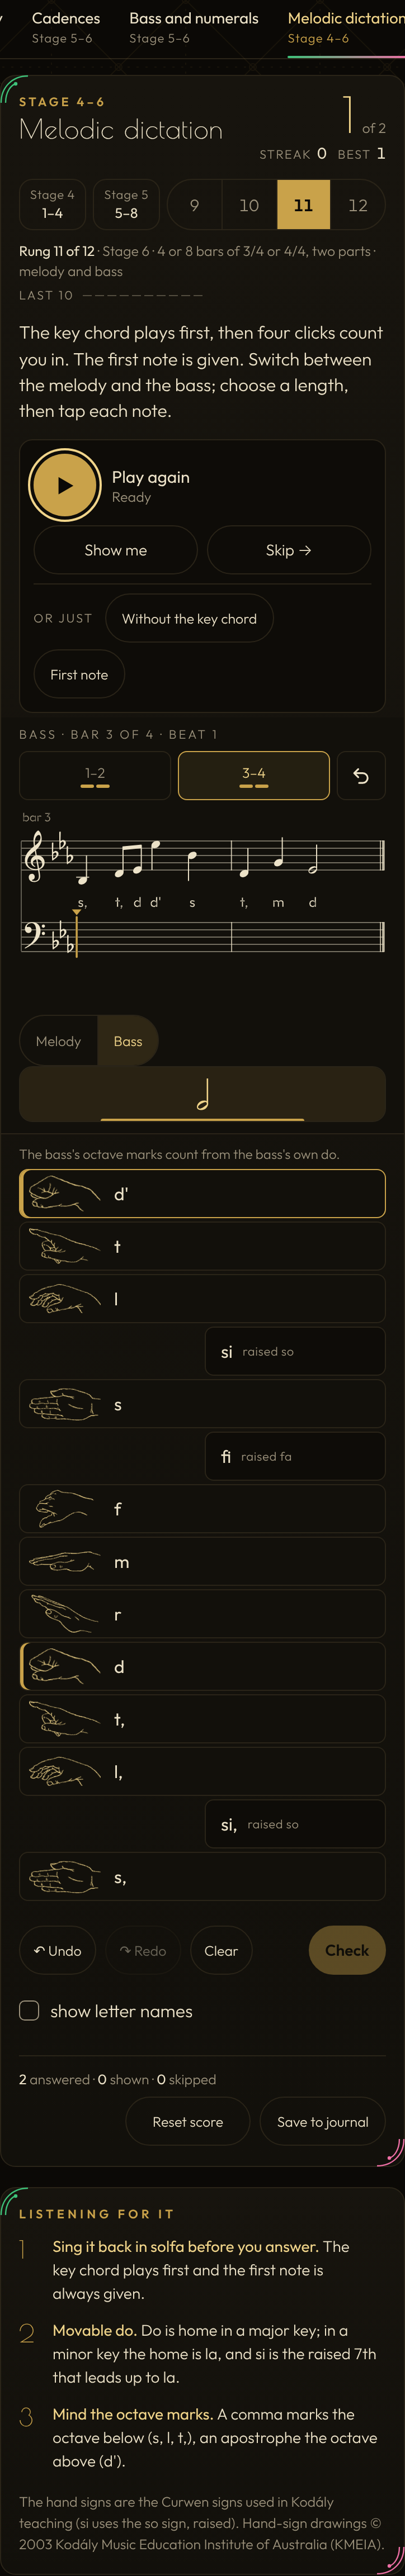 Cadences
Stage 5–6
Bass and numerals
Stage 5–6
Melodic dictation
Stage 4–6
STAGE 4–6
Melodic dictation
1 of 2
STREAK 0 BEST 1
Stage 4
1–4
Stage 5
5–8
9
10
11
12
Rung 11 of 12 · Stage 6 · 4 or 8 bars of 3/4 or 4/4, two parts ·
melody and bass
LAST 10
The key chord plays first, then four clicks count
you in. The first note is given. Switch between
the melody and the bass; choose a length,
then tap each note.
Play again
Ready
Show me
Skip →
OR JUST
Without the key chord
First note
BASS · BAR 3 OF 4 · BEAT 1
1–2
3–4
bar 3
s, t, d d' s t, m d
Melody
Bass
The bass's octave marks count from the bass's own do.
d'
t
l
si raised so
s
fi raised fa
f
m
r
d
t,
l,
si, raised so
s,
↶ Undo
↷ Redo
Clear
Check
show letter names
2 answered · 0 shown · 0 skipped
Reset score
Save to journal
LISTENING FOR IT
1 Sing it back in solfa before you answer. The
key chord plays first and the first note is
always given.
2 Movable do. Do is home in a major key; in a
minor key the home is la, and si is the raised 7th
that leads up to la.
3 Mind the octave marks. A comma marks the
octave below (s, l, t,), an apostrophe the octave
above (d').
The hand signs are the Curwen signs used in Kodály
teaching (si uses the so sign, raised). Hand-sign drawings ©
2003 Kodály Music Education Institute of Australia (KMEIA).